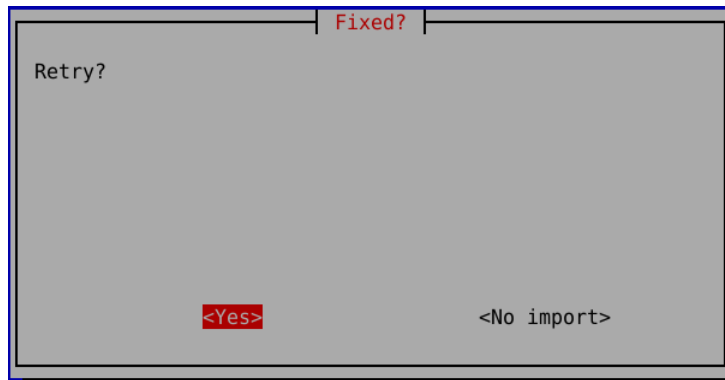 Fixed?
Retry?
<Yes> <No import>